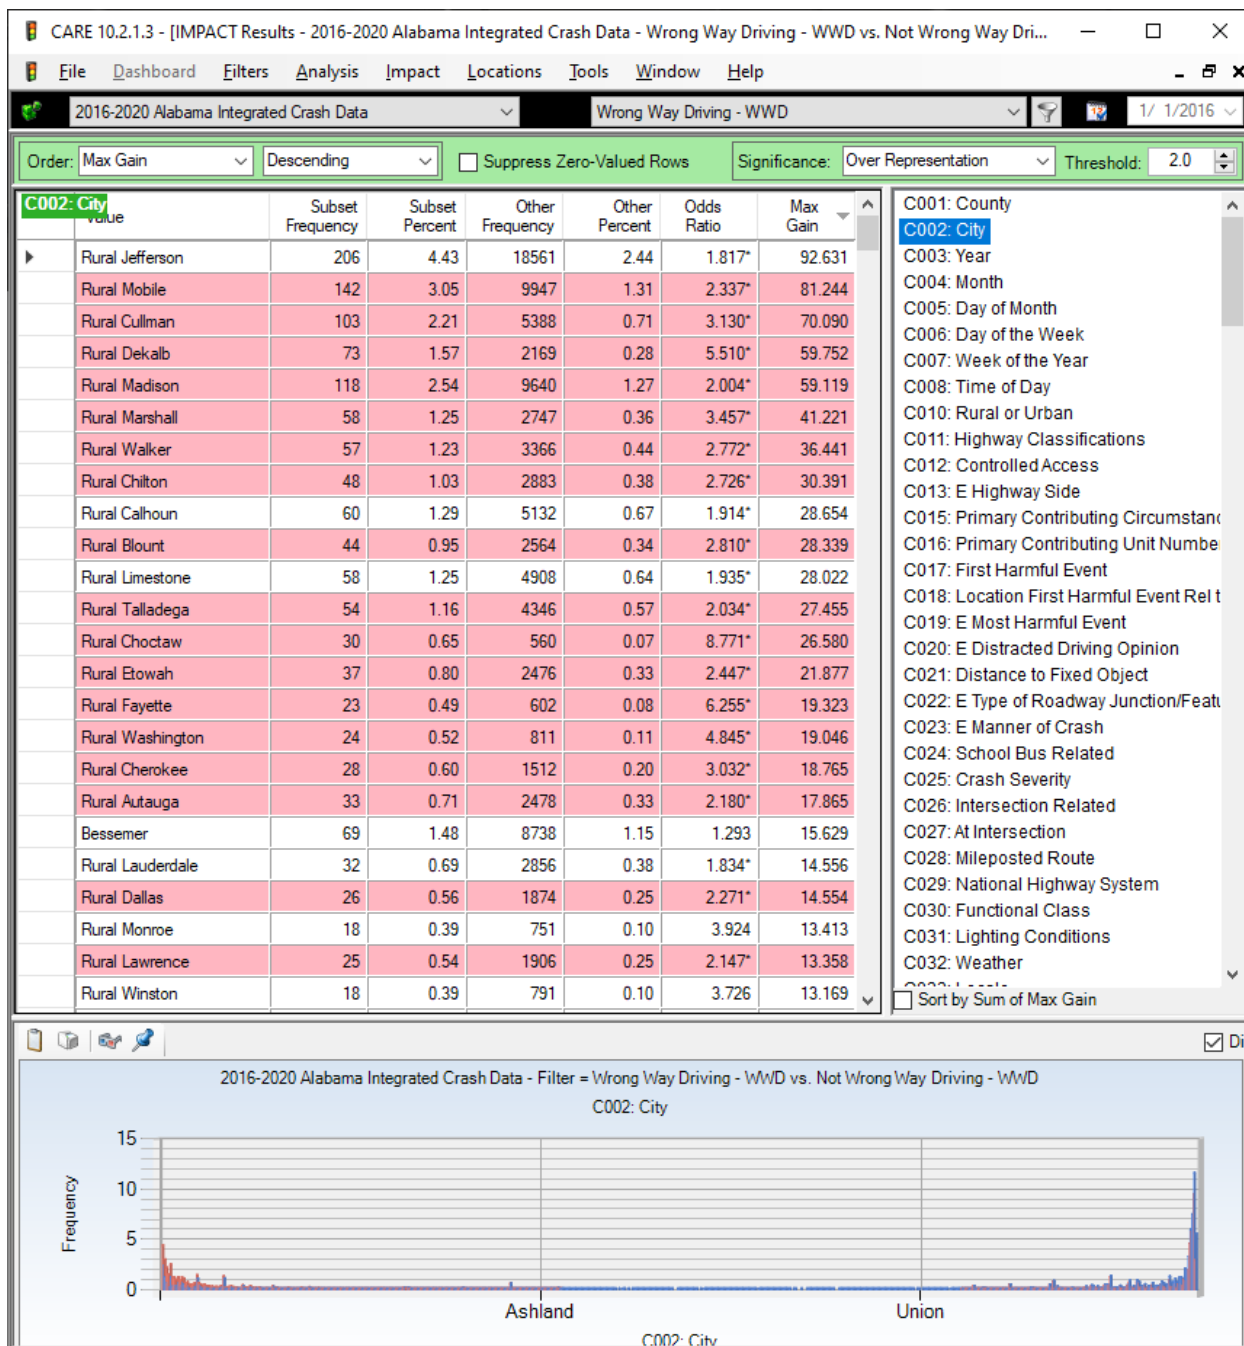 CARE 10.2.1.3 - [IMPACT Results - 2016-2020 Alabama Integrated Crash Data - Wrong Way Driving - WWD vs. Not Wrong Way Dri...
File Dashboard Filters Analysis Impact Locations Tools Window Help
2016-2020 Alabama Integrated Crash Data Wrong Way Driving - WWD 1/ 1/2016
Order: Max Gain Descending Suppress Zero-Valued Rows Significance: Over Representation Threshold: 2.0
C002: City Value Subset Frequency Subset Percent Other Frequency Other Percent Odds Ratio Max Gain
Rural Jefferson 206 4.43 18561 2.44 1.817* 92.631
Rural Mobile 142 3.05 9947 1.31 2.337* 81.244
Rural Cullman 103 2.21 5388 0.71 3.130* 70.090
Rural Dekalb 73 1.57 2169 0.28 5.510* 59.752
Rural Madison 118 2.54 9640 1.27 2.004* 59.119
Rural Marshall 58 1.25 2747 0.36 3.457* 41.221
Rural Walker 57 1.23 3366 0.44 2.772* 36.441
Rural Chilton 48 1.03 2883 0.38 2.726* 30.391
Rural Calhoun 60 1.29 5132 0.67 1.914* 28.654
Rural Blount 44 0.95 2564 0.34 2.810* 28.339
Rural Limestone 58 1.25 4908 0.64 1.935* 28.022
Rural Talladega 54 1.16 4346 0.57 2.034* 27.455
Rural Choctaw 30 0.65 560 0.07 8.771* 26.580
Rural Etowah 37 0.80 2476 0.33 2.447* 21.877
Rural Fayette 23 0.49 602 0.08 6.255* 19.323
Rural Washington 24 0.52 811 0.11 4.845* 19.046
Rural Cherokee 28 0.60 1512 0.20 3.032* 18.765
Rural Autauga 33 0.71 2478 0.33 2.180* 17.865
Bessemer 69 1.48 8738 1.15 1.293 15.629
Rural Lauderdale 32 0.69 2856 0.38 1.834* 14.556
Rural Dallas 26 0.56 1874 0.25 2.271* 14.554
Rural Monroe 18 0.39 751 0.10 3.924 13.413
Rural Lawrence 25 0.54 1906 0.25 2.147* 13.358
Rural Winston 18 0.39 791 0.10 3.726 13.169
C001: County
C002: City
C003: Year
C004: Month
C005: Day of Month
C006: Day of the Week
C007: Week of the Year
C008: Time of Day
C010: Rural or Urban
C011: Highway Classifications
C012: Controlled Access
C013: E Highway Side
C015: Primary Contributing Circumstanc
C016: Primary Contributing Unit Numbe
C017: First Harmful Event
C018: Location First Harmful Event Rel t
C019: E Most Harmful Event
C020: E Distracted Driving Opinion
C021: Distance to Fixed Object
C022: E Type of Roadway Junction/Featu
C023: E Manner of Crash
C024: School Bus Related
C025: Crash Severity
C026: Intersection Related
C027: At Intersection
C028: Mileposted Route
C029: National Highway System
C030: Functional Class
C031: Lighting Conditions
C032: Weather
Sort by Sum of Max Gain
Di
2016-2020 Alabama Integrated Crash Data - Filter = Wrong Way Driving - WWD vs. Not Wrong Way Driving - WWD
C002: City
Frequency
15
10
5
0
Ashland Union
C002: City